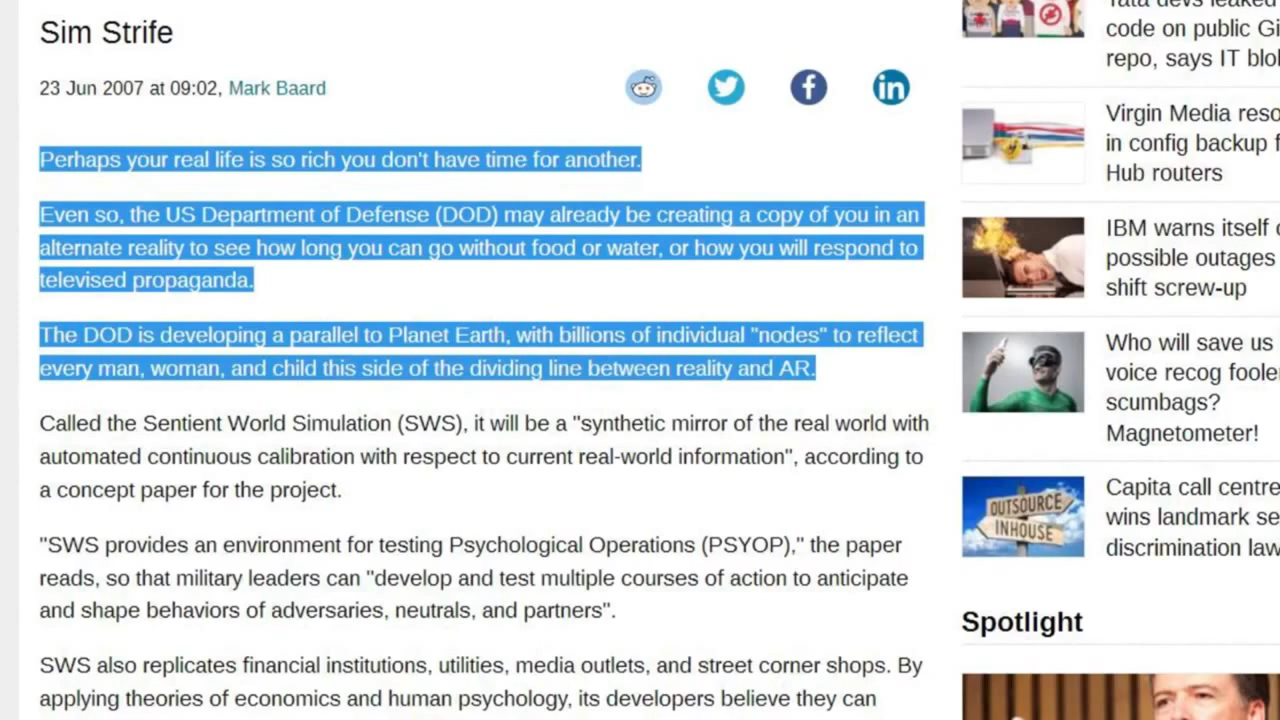 Sim Strife
23 Jun 2007 at 09:02, Mark Baard
Perhaps your real life is so rich you don't have time for another.
Even so, the US Department of Defense (DOD) may already be creating a copy of you in an
alternate reality to see how long you can go without food or water, or how you will respond to
televised propaganda.
The DOD is developing a parallel to Planet Earth, with billions of individual "nodes" to reflect
every man, woman, and child this side of the dividing line between reality and AR.
Called the Sentient World Simulation (SWS), it will be a "synthetic mirror of the real world with
automated continuous calibration with respect to current real-world information", according to
a concept paper for the project.
"SWS provides an environment for testing Psychological Operations (PSYOP)," the paper
reads, so that military leaders can "develop and test multiple courses of action to anticipate
and shape behaviors of adversaries, neutrals, and partners".
SWS also replicates financial institutions, utilities, media outlets, and street corner shops. By
applying theories of economics and human psychology, its developers believe they can
Tata devs leaked
code on public Gi
repo, says IT blo
Virgin Media reso
in config backup f
Hub routers
IBM warns itself o
possible outages
shift screw-up
Who will save us
voice recog foole
scumbags?
Magnetometer!
OUTSOURCE
INHOUSE
Capita call centre
wins landmark se
discrimination law
Spotlight